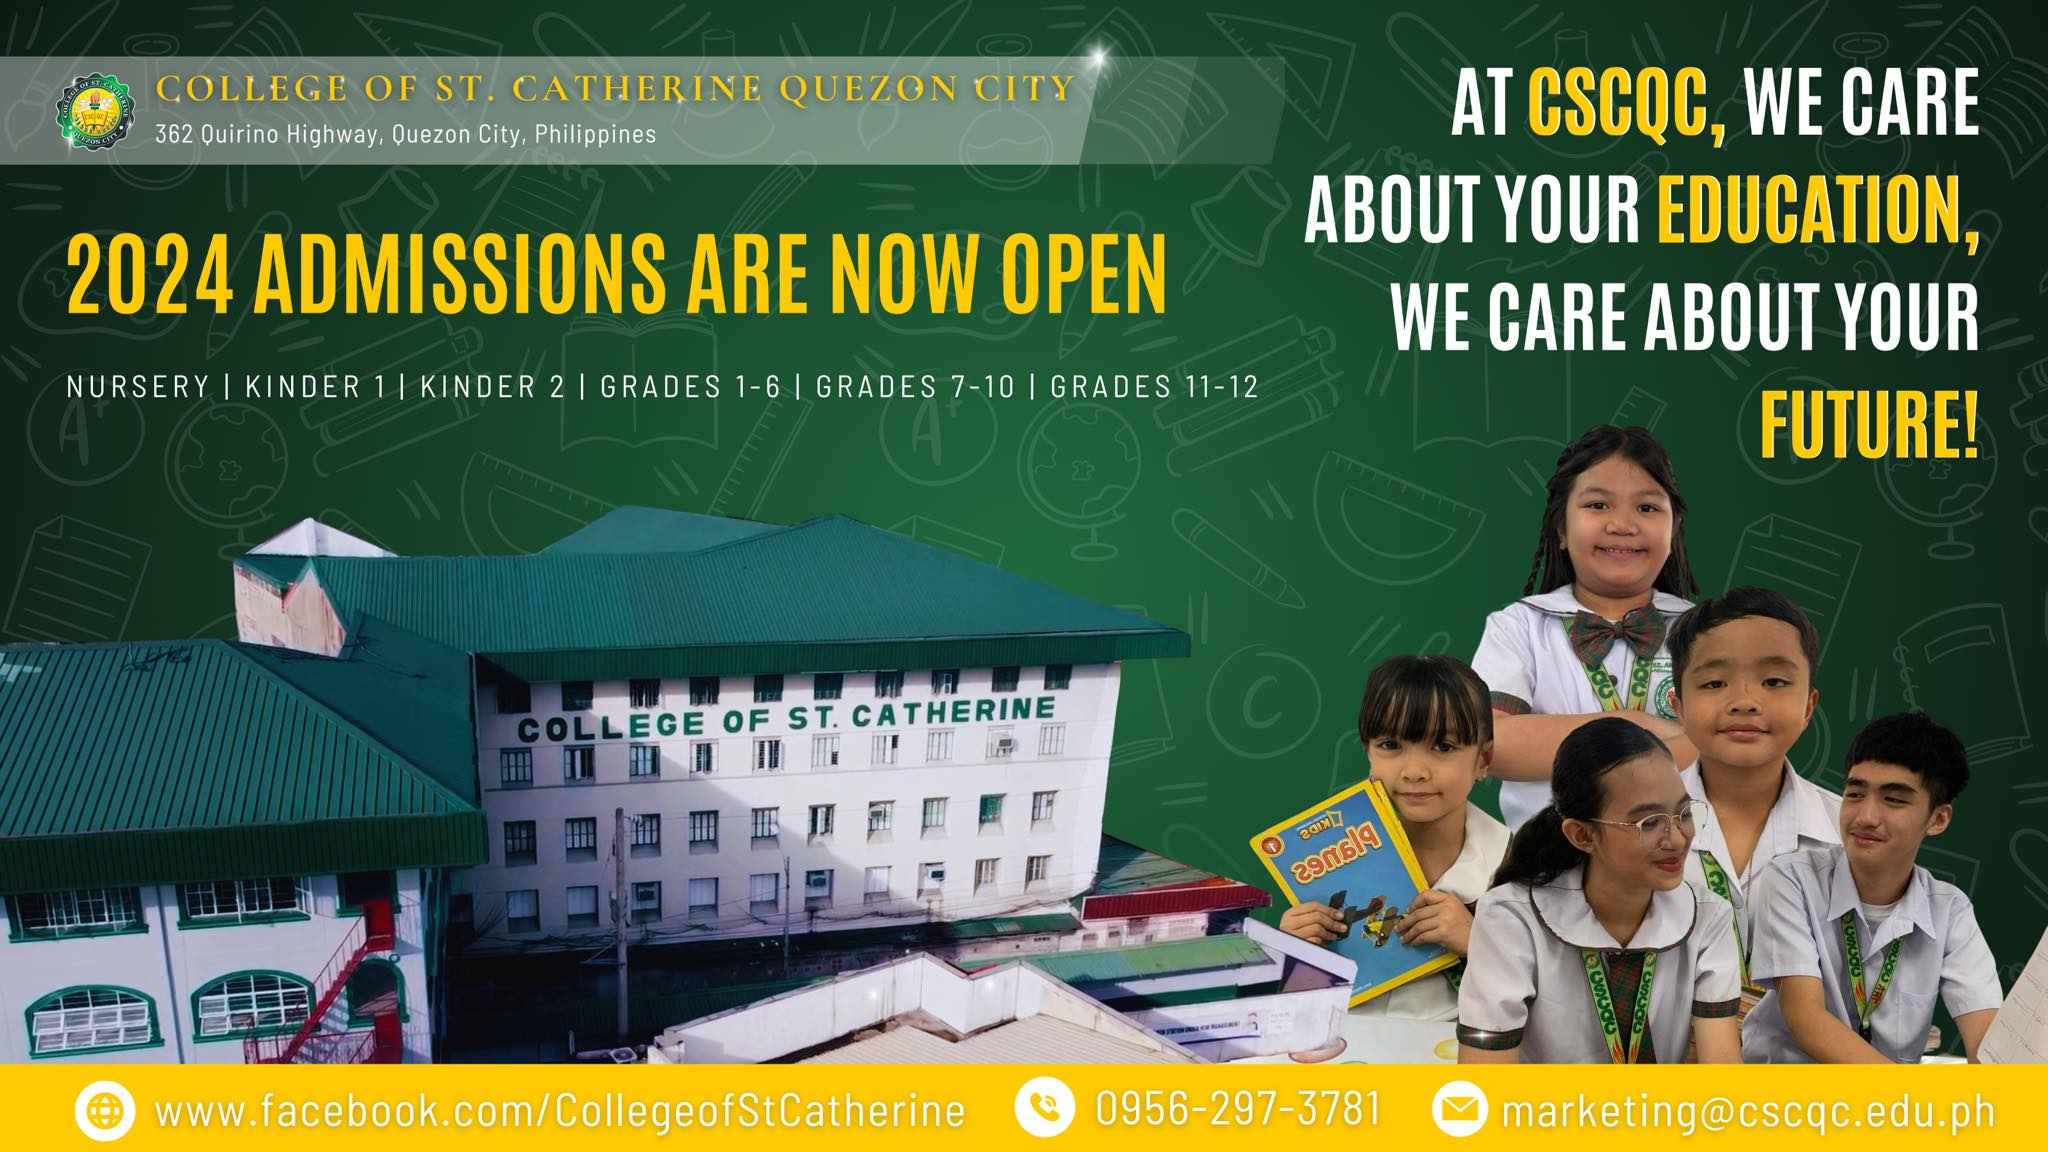 COLLEGE OF ST. CATHERINE QUEZON CITY
362 Quirino Highway, Quezon City, Philippines
2024 ADMISSIONS ARE NOW OPEN
NURSERY | KINDER 1 | KINDER 2 | GRADES 1-6 | GRADES 7-10 | GRADES 11-12
AT CSCQC, WE CARE
ABOUT YOUR EDUCATION,
WE CARE ABOUT YOUR
FUTURE!
COLLEGE OF ST. CATHERINE
KIDS
Planes
CSCQC
CSCQC
www.facebook.com/CollegeofStCatherine
0956-297-3781
marketing@cscqc.edu.ph